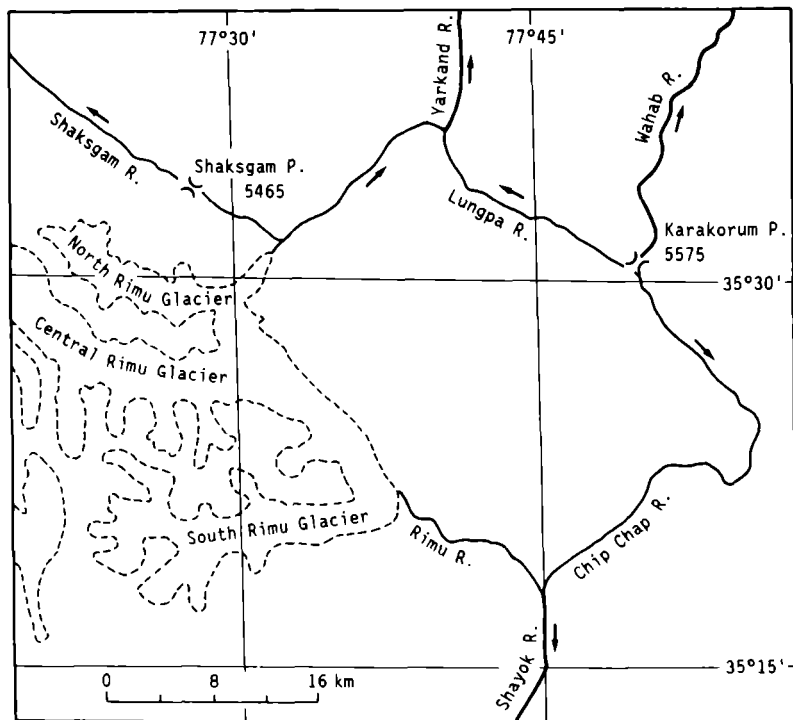 77°30'
77°45'
Yarkand R.
Wahab R.
Shaksgam R.
Shaksgam P.
5465
Lungpa R.
Karakorum P.
5575
North Rimu Glacier
35°30'
Central Rimu Glacier
South Rimu Glacier
Rimu R.
Chip Chap R.
Shayok R.
35°15'
0 8 16 km